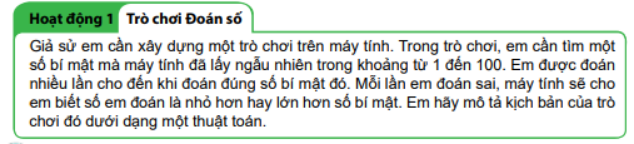 Hoạt động 1 Trò chơi Đoán số
Giả sử em cần xây dựng một trò chơi trên máy tính. Trong trò chơi, em cần tìm một
số bí mật mà máy tính đã lấy ngẫu nhiên trong khoảng từ 1 đến 100. Em được đoán
nhiều lần cho đến khi đoán đúng số bí mật đó. Mỗi lần em đoán sai, máy tính sẽ cho
em biết số em đoán là nhỏ hơn hay lớn hơn số bí mật. Em hãy mô tả kịch bản của trò
chơi đó dưới dạng một thuật toán.